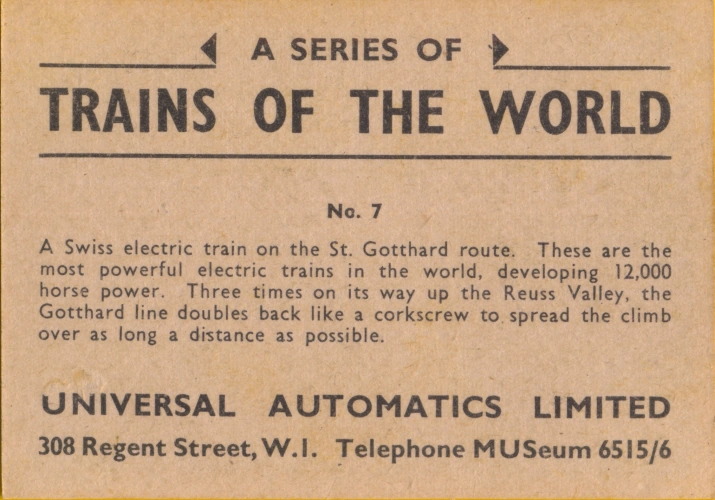 A SERIES OF
TRAINS OF THE WORLD
No. 7
A Swiss electric train on the St. Gotthard route. These are the
most powerful electric trains in the world, developing 12,000
horse power. Three times on its way up the Reuss Valley, the
Gotthard line doubles back like a corkscrew to spread the climb
over as long a distance as possible.
UNIVERSAL AUTOMATICS LIMITED
308 Regent Street, W.I. Telephone MUSeum 6515/6